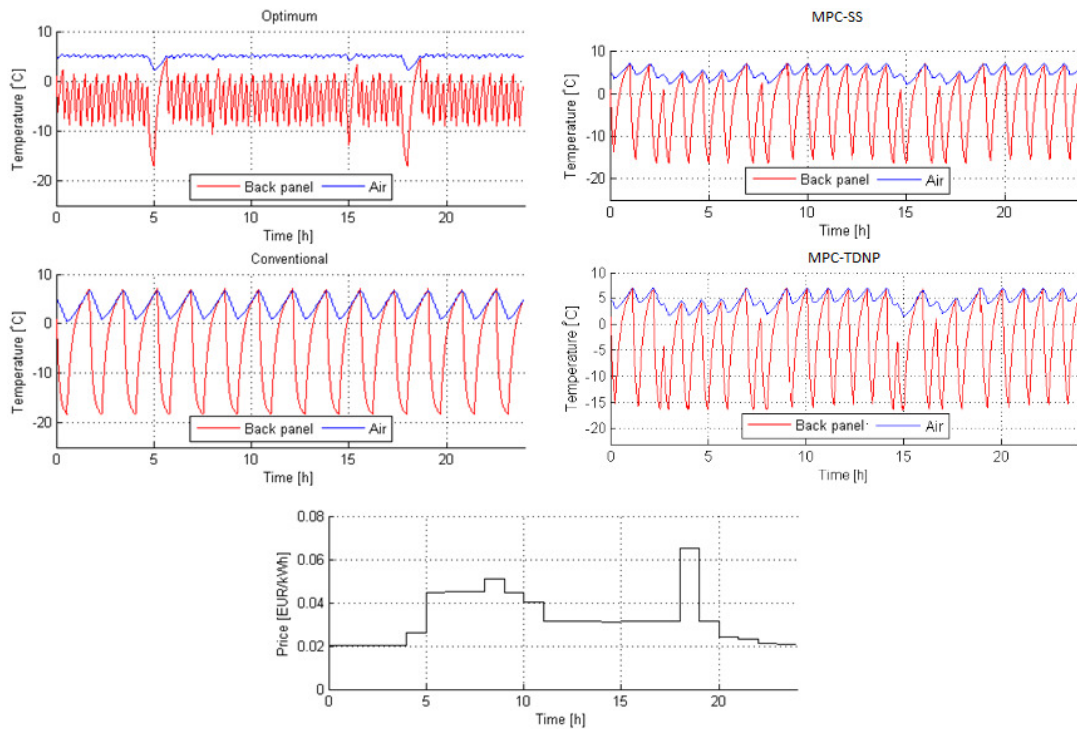 Optimum
Temperature [°C]
10
0
-10
-20
Back panel
Air
0 5 10 15 20
Time [h]
MPC-SS
Temperature [°C]
10
0
-10
-20
Back panel
Air
0 5 10 15 20
Time [h]
Conventional
Temperature [°C]
10
0
-10
-20
Back panel
Air
0 5 10 15 20
Time [h]
MPC-TDNP
Temperature [°C]
10
5
0
-5
-10
-15
-20
Back panel
Air
0 5 10 15 20
Time [h]
Price [EUR/kWh]
0.08
0.06
0.04
0.02
0
0 5 10 15 20
Time [h]